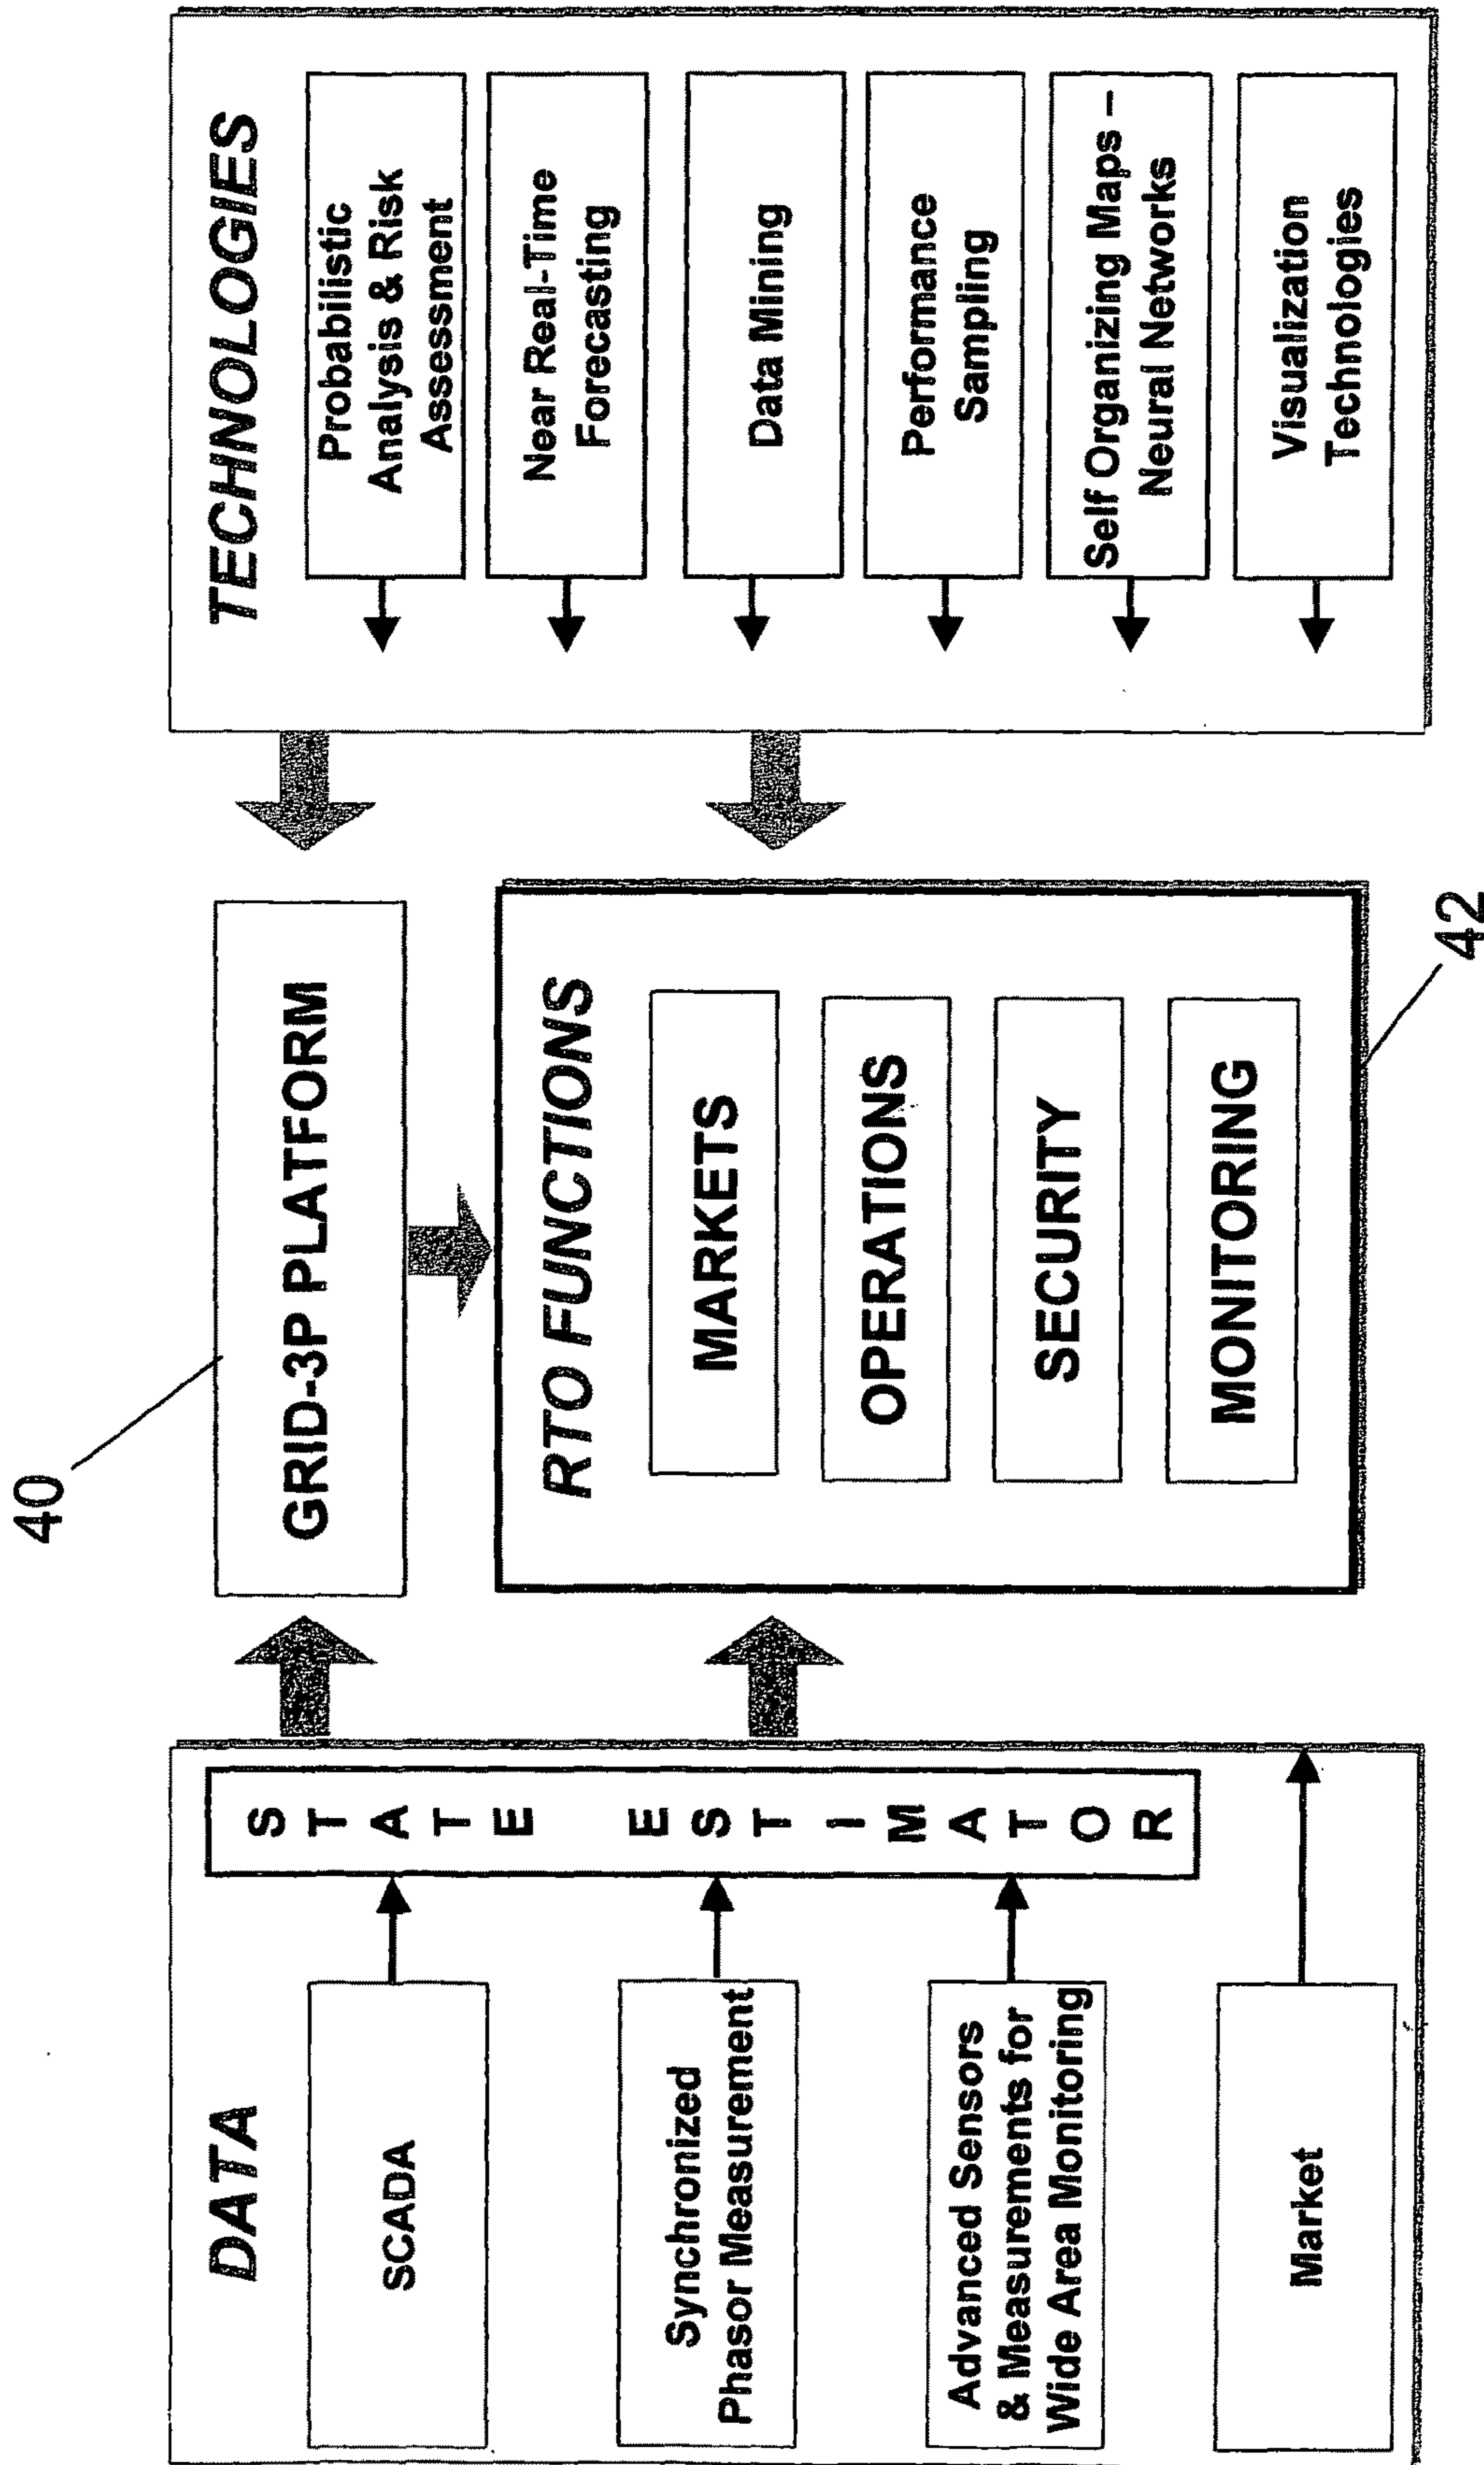 DATA
SCADA
Synchronized
Phasor Measurement
Advanced Sensors
& Measurements for
Wide Area Monitoring
Market
STATE ESTIMATOR
40
GRID-3P PLATFORM
RTO FUNCTIONS
MARKETS
OPERATIONS
SECURITY
MONITORING
42
TECHNOLOGIES
Probabilistic
Analysis & Risk
Assessment
Near Real-Time
Forecasting
Data Mining
Performance
Sampling
Self Organizing Maps –
Neural Networks
Visualization
Technologies